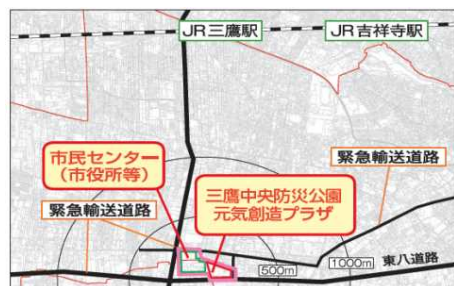 JR三鷹駅
JR吉祥寺駅
市民センター
(市役所等)
緊急輸送道路
三鷹中央防災公園
元気創造プラザ
緊急輸送道路
東八道路
500m
1000m